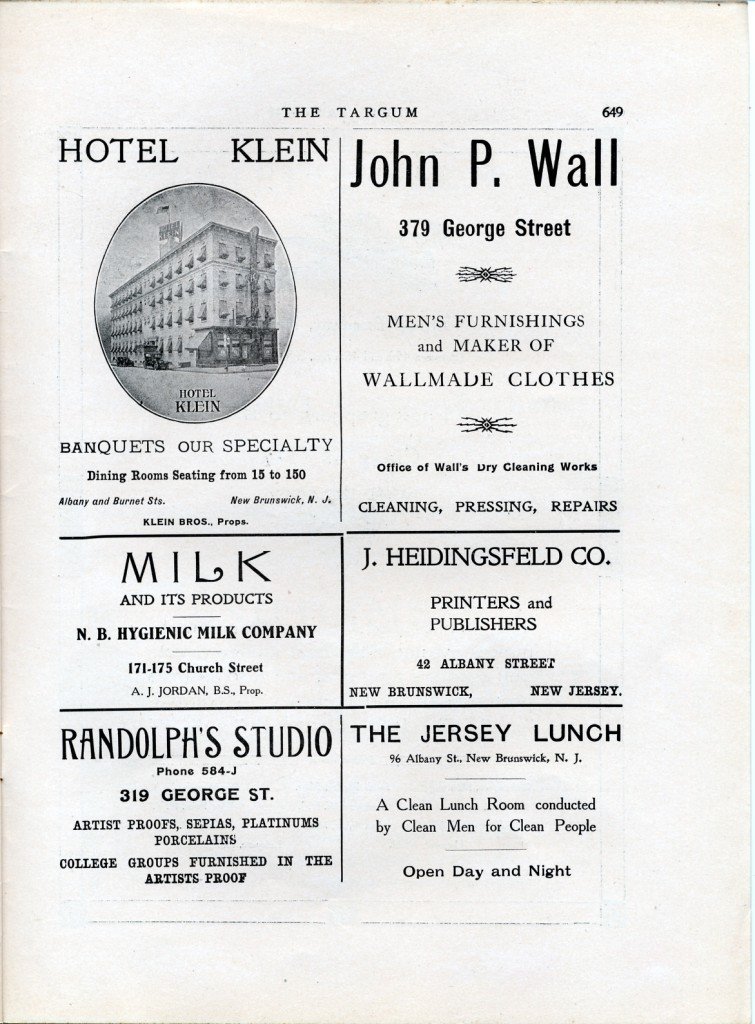 THE TARGUM 649
HOTEL KLEIN
HOTEL
KLEIN
BANQUETS OUR SPECIALTY
Dining Rooms Seating from 15 to 150
Albany and Burnet Sts. New Brunswick, N. J.
KLEIN BROS., Props.
John P. Wall
379 George Street
MEN'S FURNISHINGS
and MAKER OF
WALLMADE CLOTHES
Office of Wall's Dry Cleaning Works
CLEANING, PRESSING, REPAIRS
MILK
AND ITS PRODUCTS
N. B. HYGIENIC MILK COMPANY
171-175 Church Street
A. J. JORDAN, B.S., Prop.
J. HEIDINGSFELD CO.
PRINTERS and
PUBLISHERS
42 ALBANY STREET
NEW BRUNSWICK, NEW JERSEY.
RANDOLPH'S STUDIO
Phone 584-J
319 GEORGE ST.
ARTIST PROOFS, SEPIAS, PLATINUMS
PORCELAINS
COLLEGE GROUPS FURNISHED IN THE
ARTISTS PROOF
THE JERSEY LUNCH
96 Albany St., New Brunswick, N. J.
A Clean Lunch Room conducted
by Clean Men for Clean People
Open Day and Night